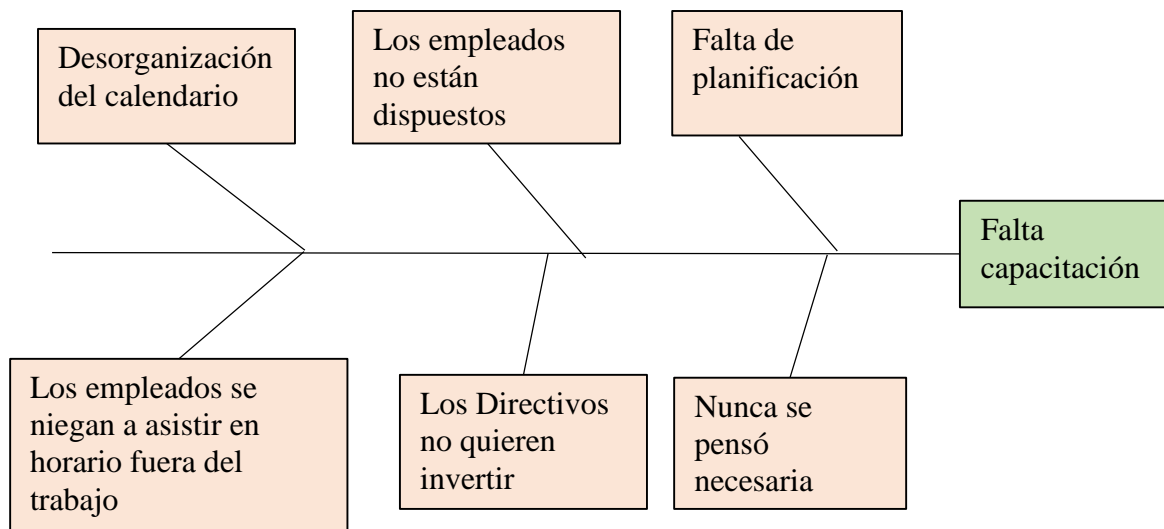 Desorganización
del calendario
Los empleados
no están
dispuestos
Falta de
planificación
Falta
capacitación
Los empleados se
niegan a asistir en
horario fuera del
trabajo
Los Directivos
no quieren
invertir
Nunca se
pensó
necesaria